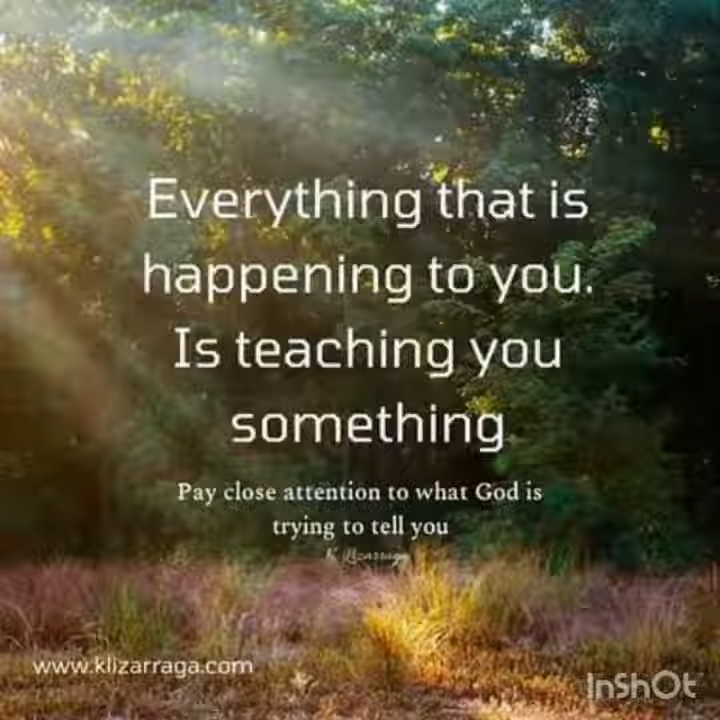 Everything that is
happening to you.
Is teaching you
something
Pay close attention to what God is
trying to tell you
K Lizarraga
www.klizarraga.com
InShOt